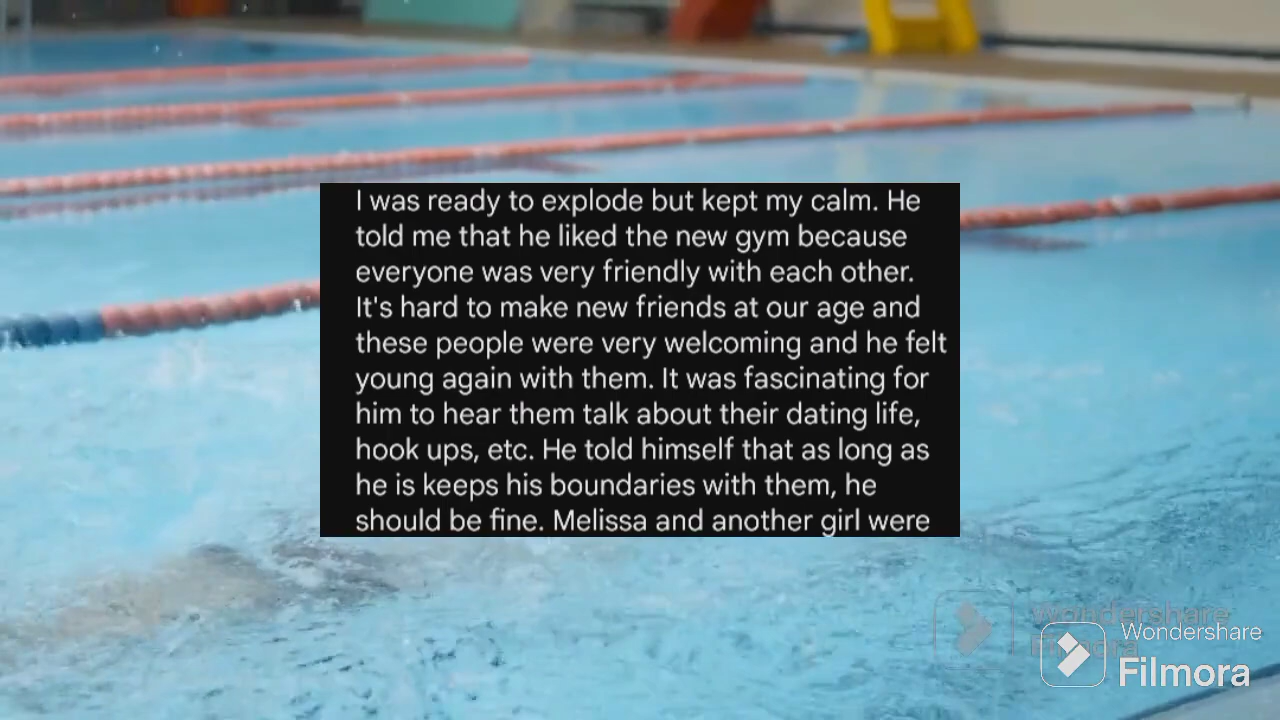 I was ready to explode but kept my calm. He
told me that he liked the new gym because
everyone was very friendly with each other.
It's hard to make new friends at our age and
these people were very welcoming and he felt
young again with them. It was fascinating for
him to hear them talk about their dating life,
hook ups, etc. He told himself that as long as
he is keeps his boundaries with them, he
should be fine. Melissa and another girl were
Wondershare
Filmora
Wondershare
Filmora